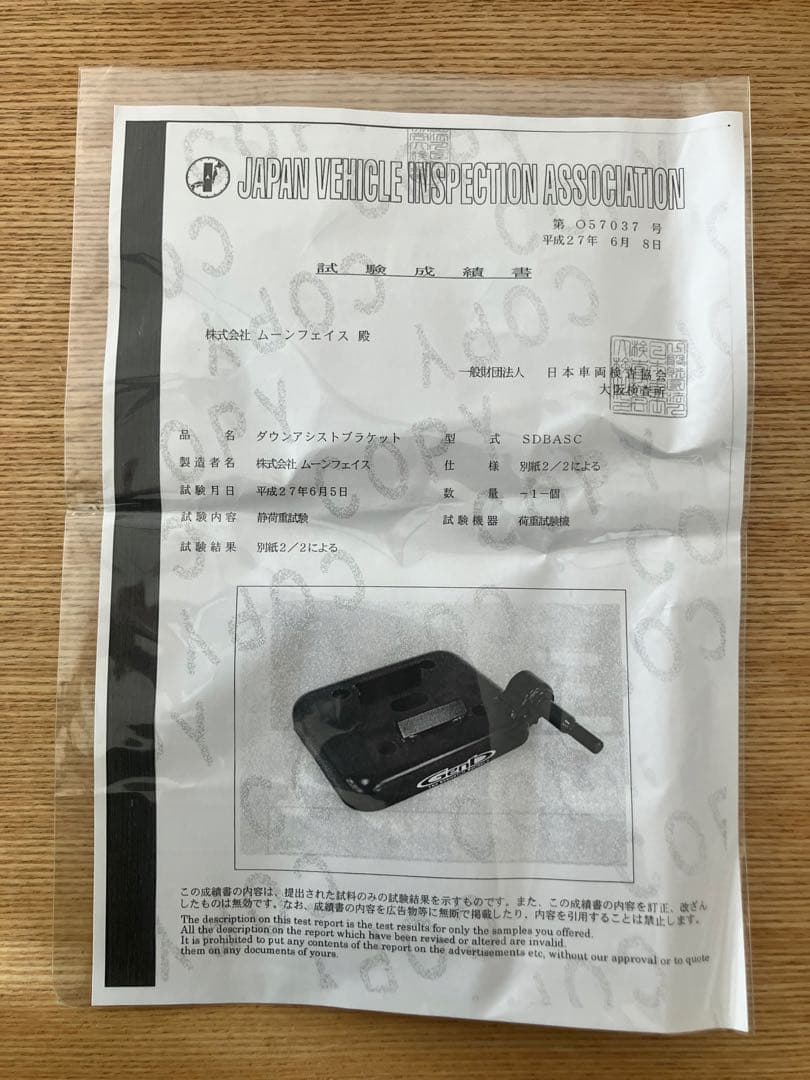 JAPAN VEHICLE INSPECTION ASSOCIATION
第 O57037 号
平成27年 6月 8日
試験成績書
株式会社 ムーンフェイス 殿
一般財団法人 日本車両検査協会
大阪検査所
品名 ダウンアシストブラケット 型式 SDBASC
製造者名 株式会社 ムーンフェイス 仕様 別紙2/2による
試験月日 平成27年6月5日 数量 -1-個
試験内容 静荷重試験 試験機器 荷重試験機
試験結果 別紙2/2による
この成績書の内容は、提出された試料のみの試験結果を示すものです。また、この成績書の内容を訂正、改ざん
したものは無効です。なお、成績書の内容を広告物等に無断で掲載したり、内容を引用することは禁止します。
The description on this test report is the test results for only the samples you offered.
All the description on the report which have been revised or altered are invalid.
It is prohibited to put any contents of the report on the advertisements etc, without our approval or to quote
them on any documents of yours.
COPY